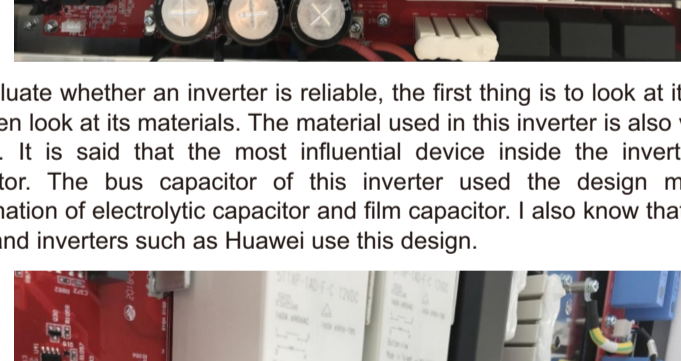 luate whether an inverter is reliable, the first thing is to look at it
en look at its materials. The material used in this inverter is also
. It is said that the most influential device inside the invert
tor. The bus capacitor of this inverter used the design m
nation of electrolytic capacitor and film capacitor. I also know tha
and inverters such as Huawei use this design.